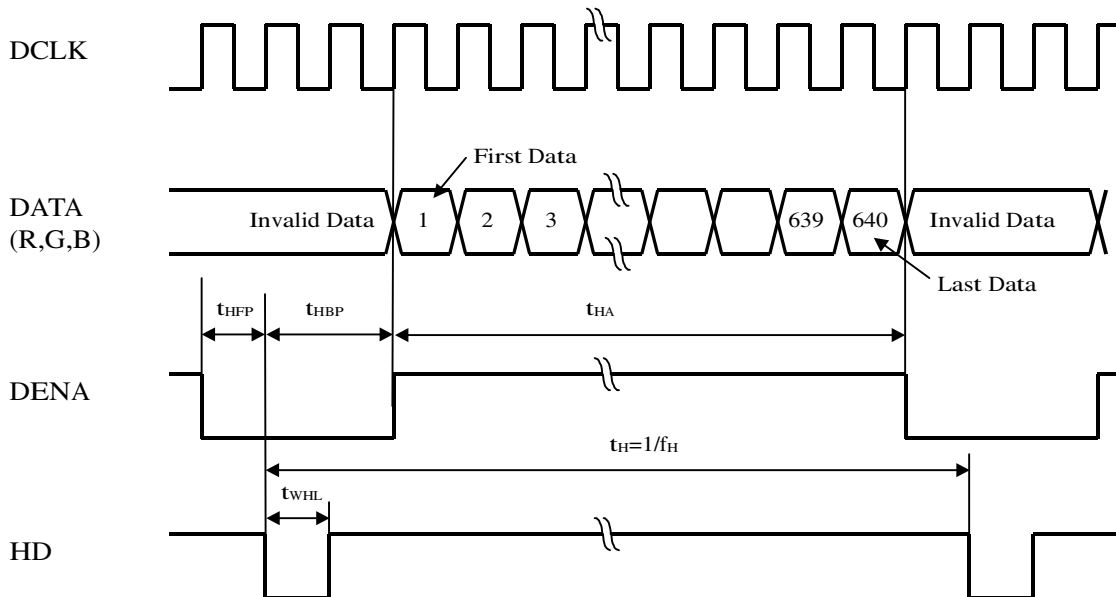 DCLK
First Data
DATA
(R,G,B)
Invalid Data
1
2
3
639
640
Invalid Data
Last Data
tHFP
tHBP
tHA
DENA
tH=1/fH
tWHL
HD